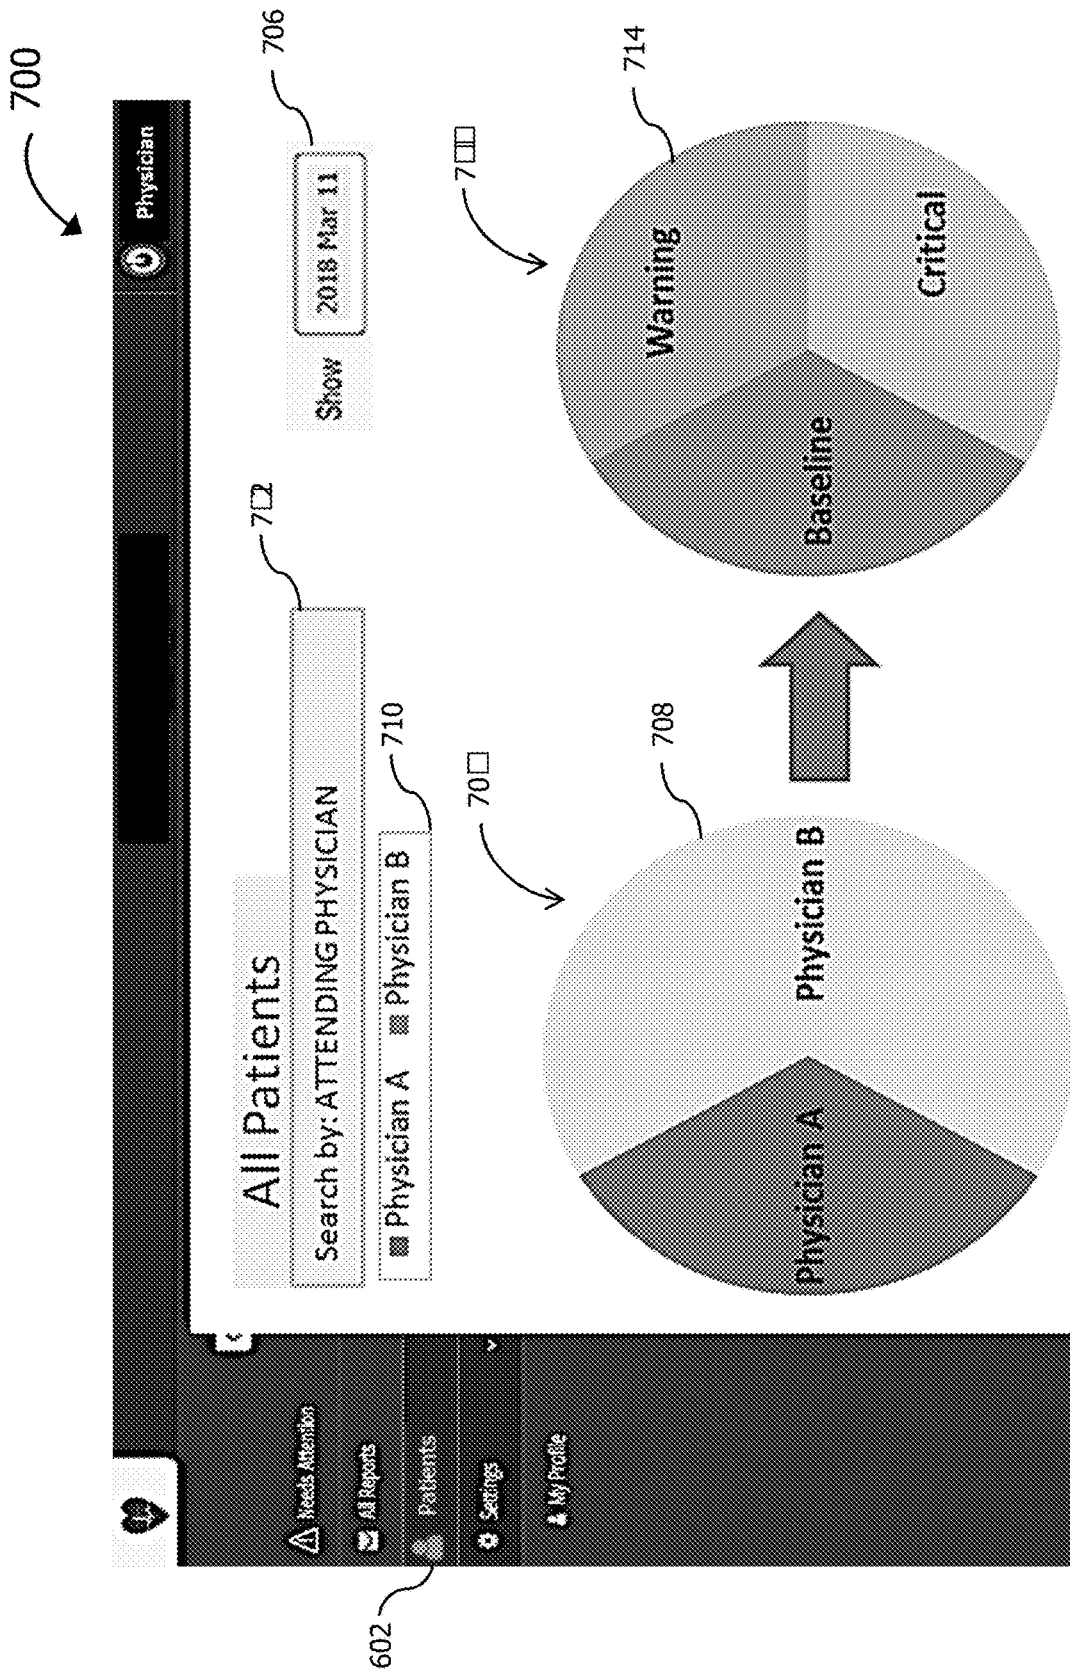 700
Physician
706
Show 2018 Mar 11
All Patients
Search by: ATTENDING PHYSICIAN
Physician A Physician B
710
708
714
Physician A
Physician B
Warning
Baseline
Critical
602
Needs Attention
All Reports
Patients
Settings
My Profile